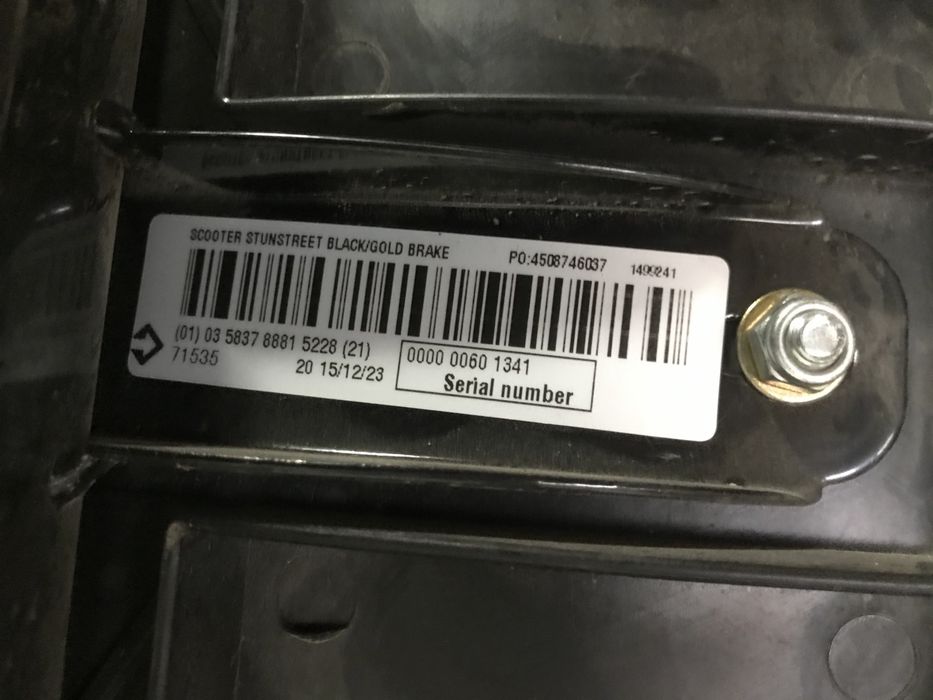 SCOOTER STUNSTREET BLACK/GOLD BRAKE PO:4508746037 1499241
(01) 03 5837 8881 5228 (21) 0000 0060 1341
71535 20 15/12/23 Serial number